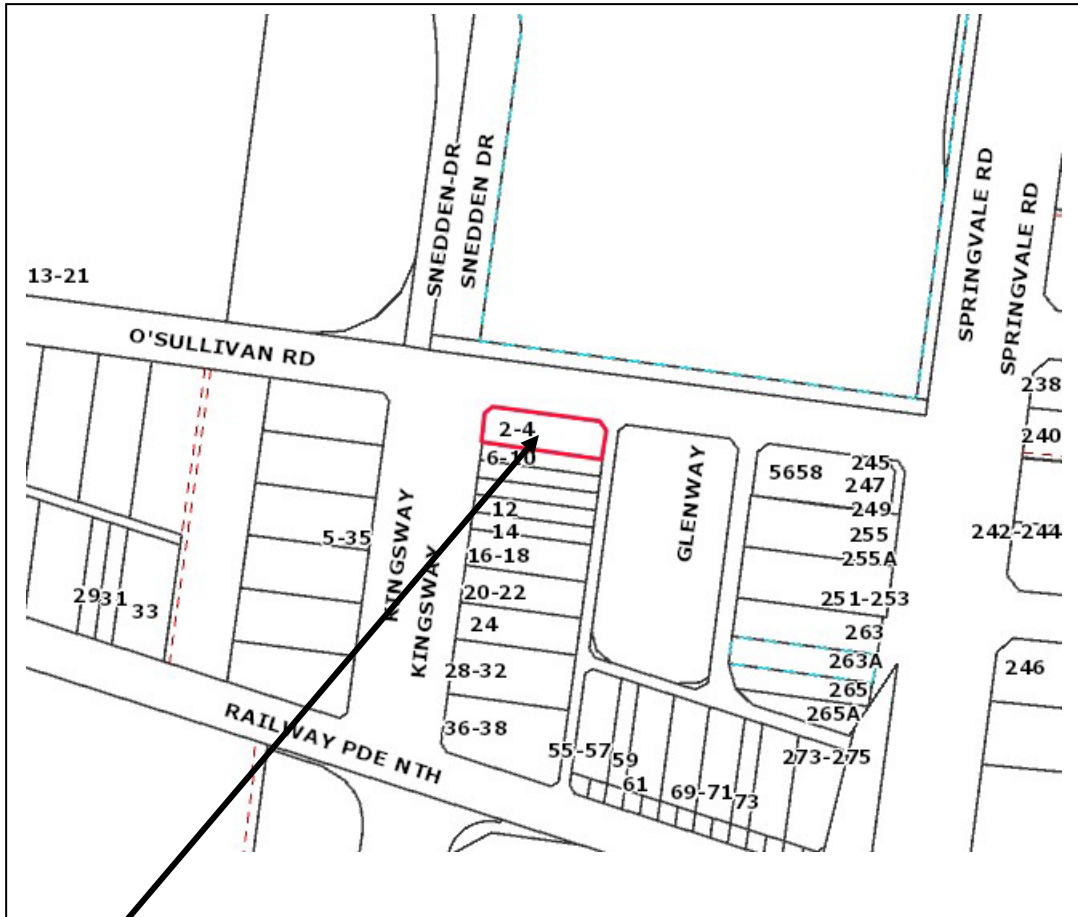 SNEDDEN-DR
SNEDDEN DR
SPRINGVALE RD
SPRINGVALE RD
13-21
O'SULLIVAN RD
238
2-4
240
6-10
GLENWAY
5658
245
247
12
249
14
255
5-35
KINGSWAY
KINGSWAY
242-244
16-18
255A
20-22
251-253
29
31
33
24
263
263A
246
28-32
265
265A
RAILWAY PDE NTH
36-38
55-57
59
61
69-71
73
273-275